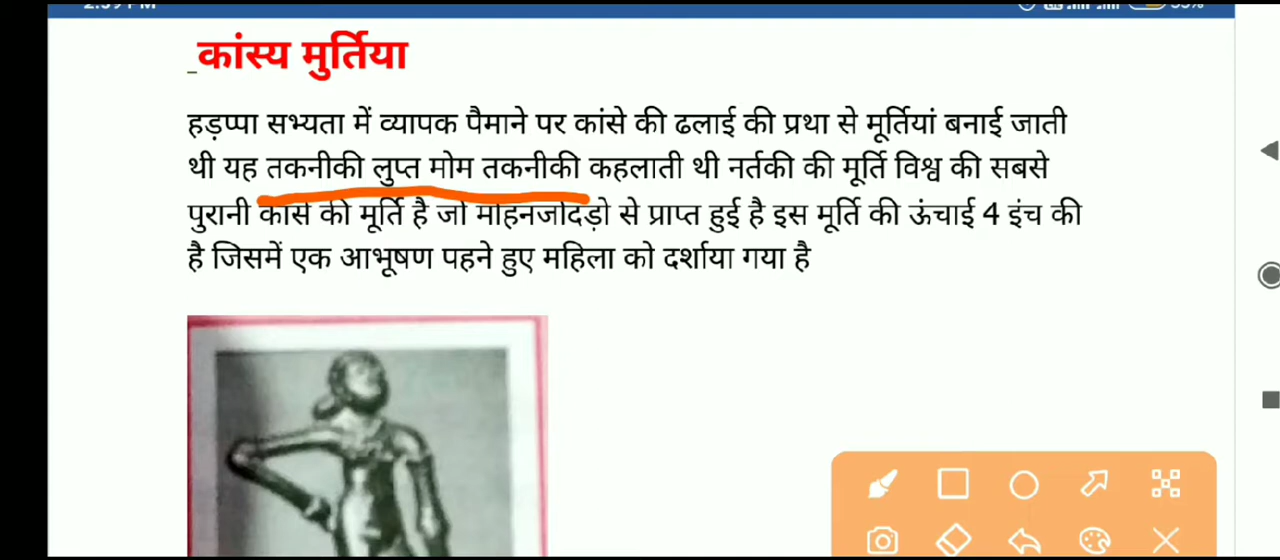 कांस्य मुर्तिया
हड़प्पा सभ्यता में व्यापक पैमाने पर कांसे की ढलाई की प्रथा से मूर्तियां बनाई जाती
थी यह तकनीकी लुप्त मोम तकनीकी कहलाती थी नर्तकी की मूर्ति विश्व की सबसे
पुरानी कांसे की मूर्ति है जो मोहनजोदड़ो से प्राप्त हुई है इस मूर्ति की ऊंचाई 4 इंच की
है जिसमें एक आभूषण पहने हुए महिला को दर्शाया गया है